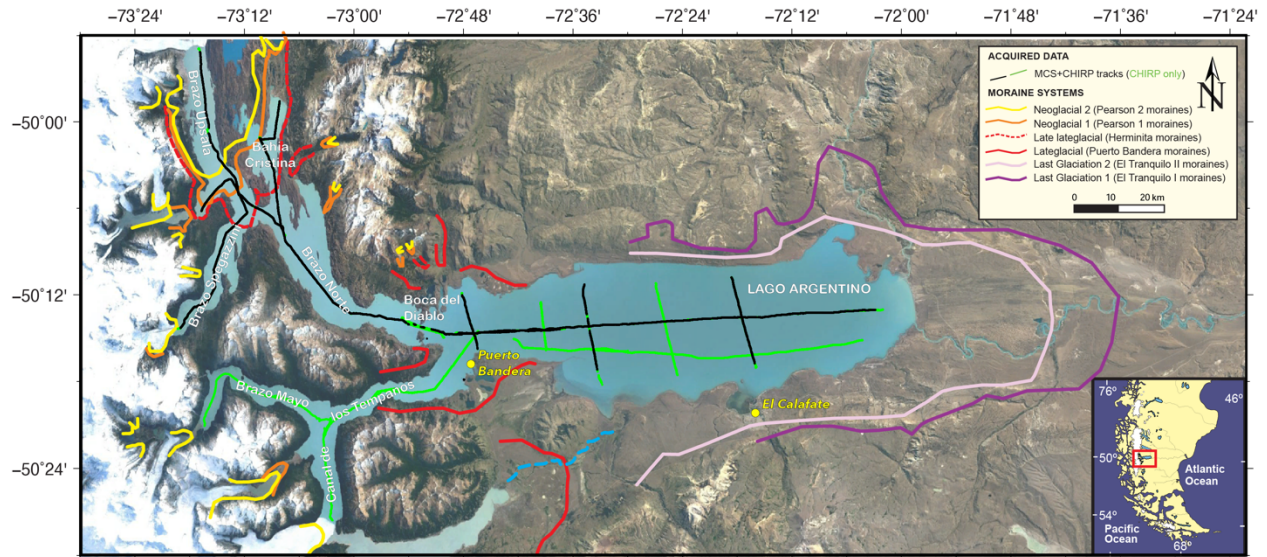 −73°24' −73°12' −73°00' −72°48' −72°36' −72°24' −72°12' −72°00' −71°48' −71°36' −71°24'
−50°00'
−50°12'
−50°24'
Brazo Upsala
Bahía
Cristina
Brazo Spegazzini
Brazo Norte
Boca del
Diablo
LAGO ARGENTINO
Puerto
Bandera
Brazo Mayo
Canal de los Tempanos
El Calafate
ACQUIRED DATA
MCS+CHIRP tracks (CHIRP only)
MORAINE SYSTEMS
Neoglacial 2 (Pearson 2 moraines)
Neoglacial 1 (Pearson 1 moraines)
Late lateglacial (Herminita moraines)
Lateglacial (Puerto Bandera moraines)
Last Glaciation 2 (El Tranquilo II moraines)
Last Glaciation 1 (El Tranquilo I moraines)
0 10 20 km
N
76° 46°
50°
Atlantic
Ocean
54°
Pacific
Ocean
68°